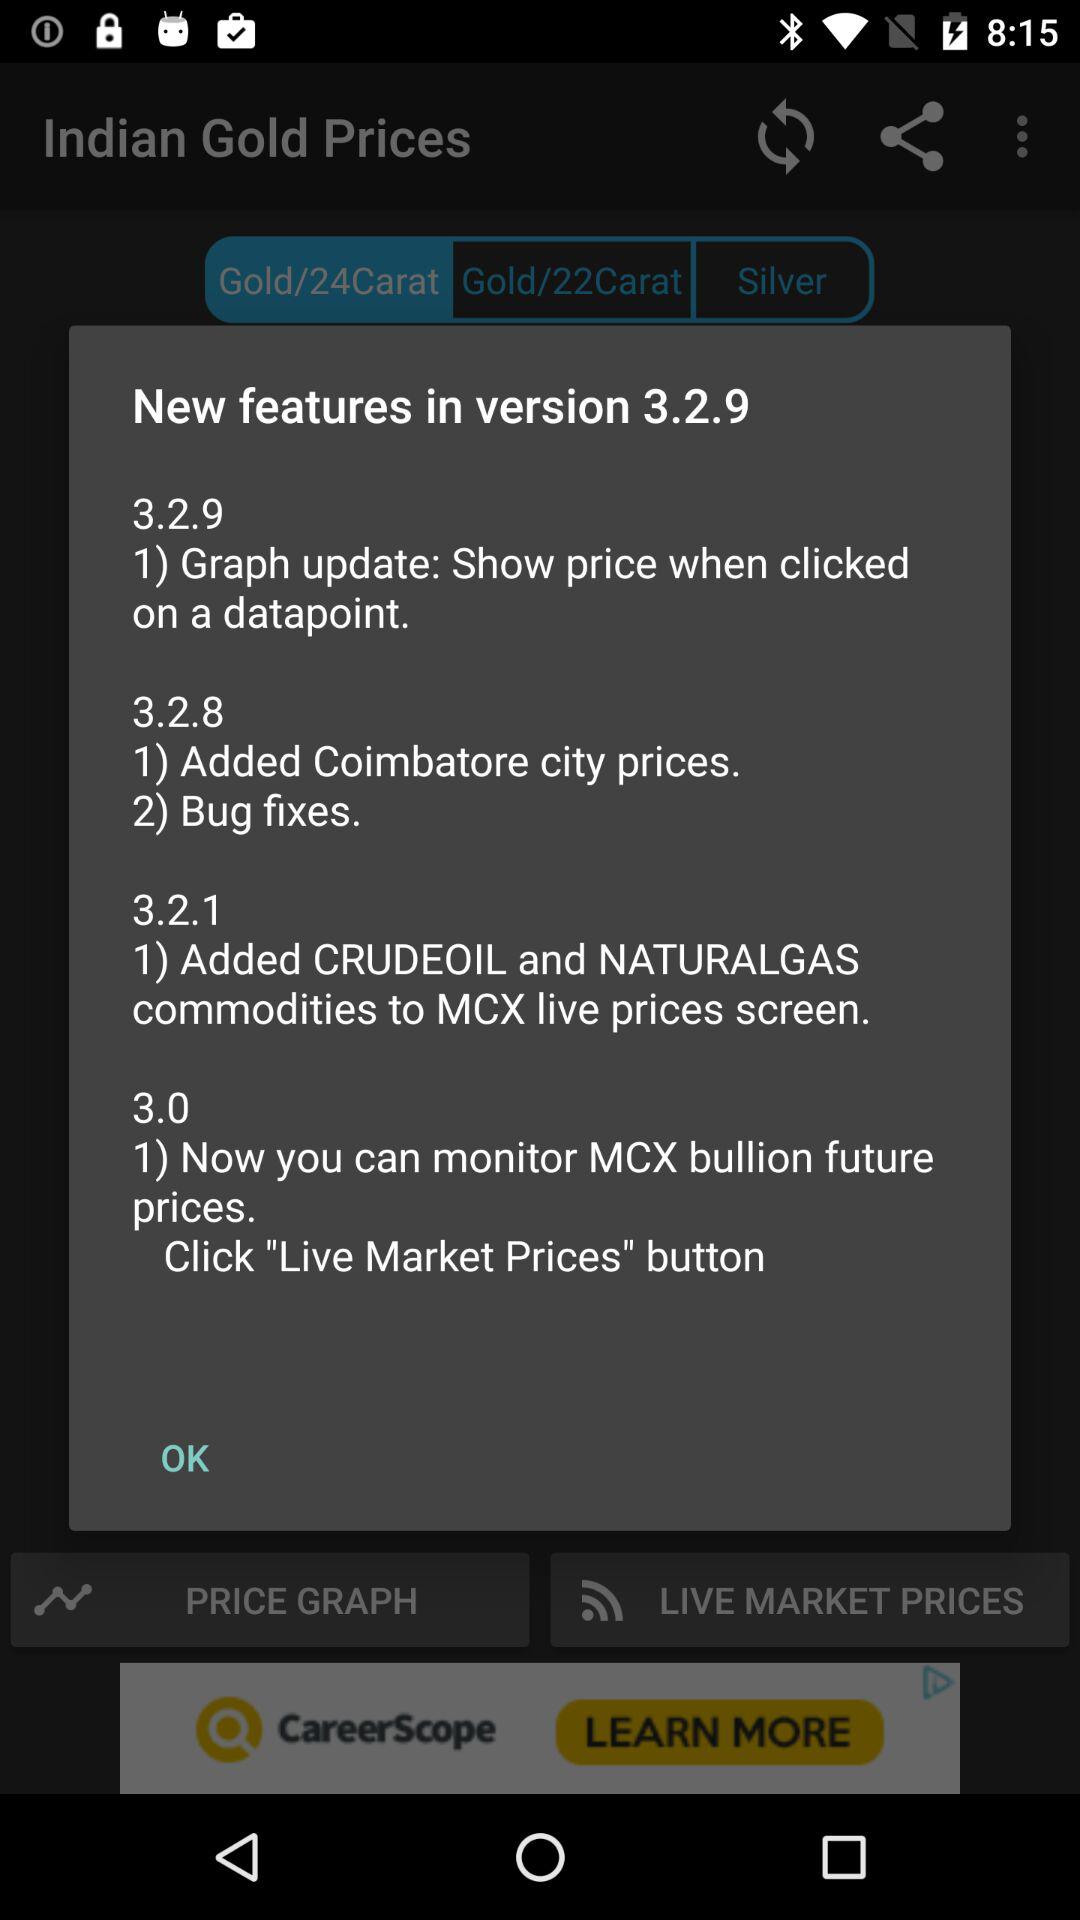 8:15
Indian Gold Prices
Gold/24Carat Gold/22Carat Silver
New features in version 3.2.9
3.2.9
1) Graph update: Show price when clicked
on a datapoint.
3.2.8
1) Added Coimbatore city prices.
2) Bug fixes.
3.2.1
1) Added CRUDEOIL and NATURALGAS
commodities to MCX live prices screen.
3.0
1) Now you can monitor MCX bullion future
prices.
Click "Live Market Prices" button
OK
PRICE GRAPH LIVE MARKET PRICES
CareerScope LEARN MORE